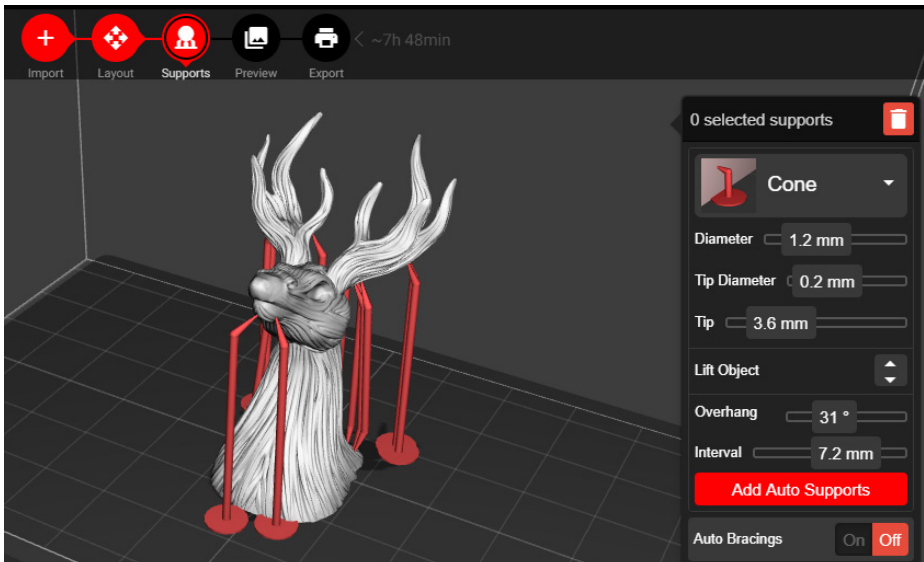 ~7h 48min
Import Layout Supports Preview Export
0 selected supports
Cone
Diameter 1.2 mm
Tip Diameter 0.2 mm
Tip 3.6 mm
Lift Object
Overhang 31 °
Interval 7.2 mm
Add Auto Supports
Auto Bracings On Off